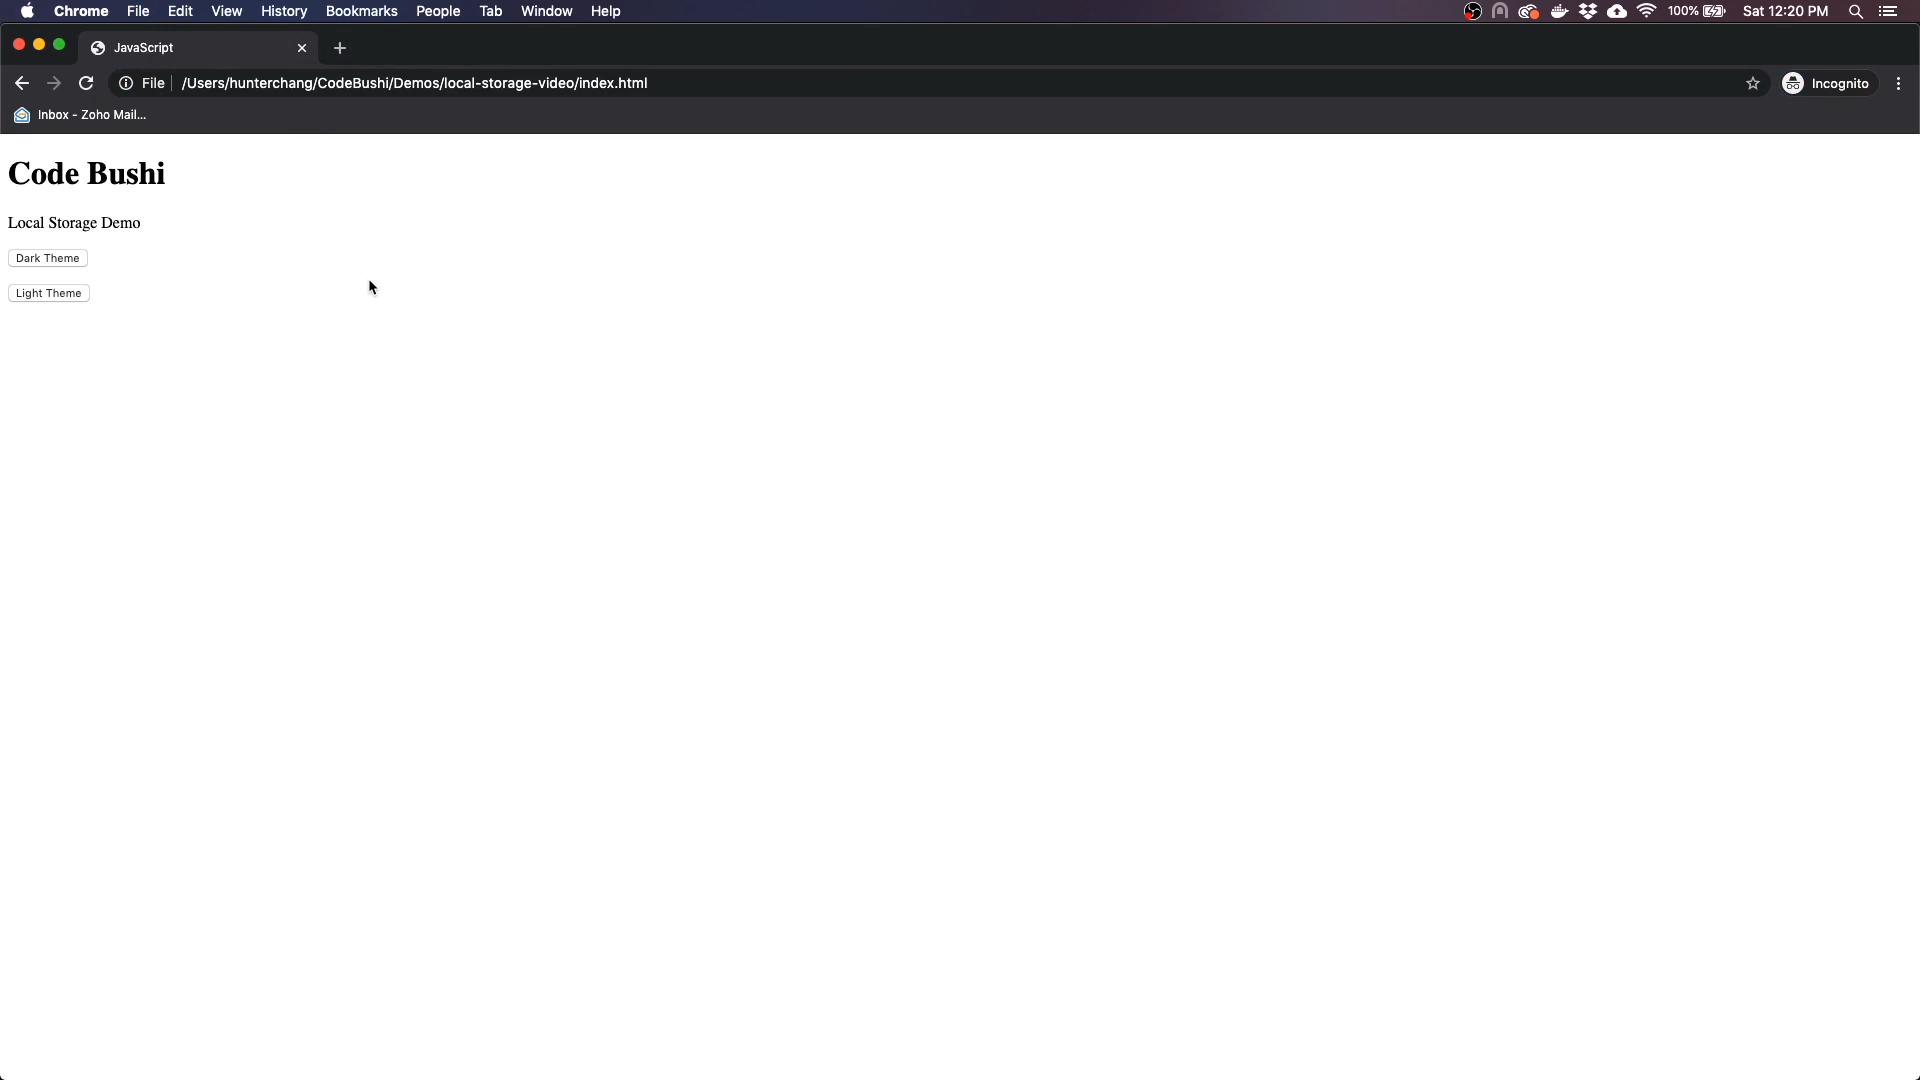 Chrome File Edit View History Bookmarks People Tab Window Help 100% Sat 12:20 PM
JavaScript
File /Users/hunterchang/CodeBushi/Demos/local-storage-video/index.html Incognito
Inbox - Zoho Mail...
Code Bushi
Local Storage Demo
Dark Theme
Light Theme